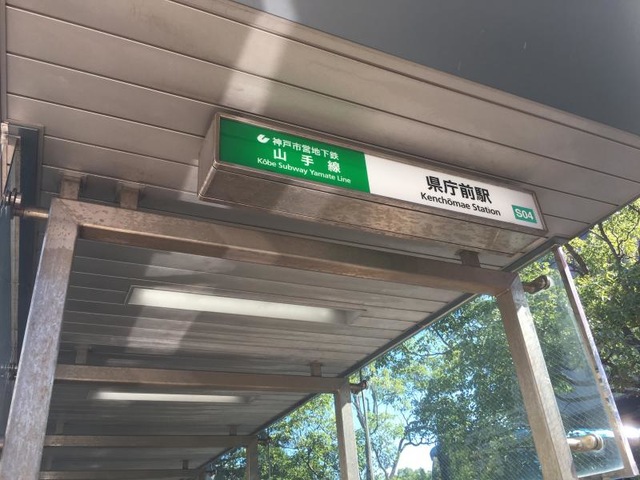 神戸市営地下鉄
山手線
Kōbe Subway Yamate Line
県庁前駅
Kenchōmae Station
S04